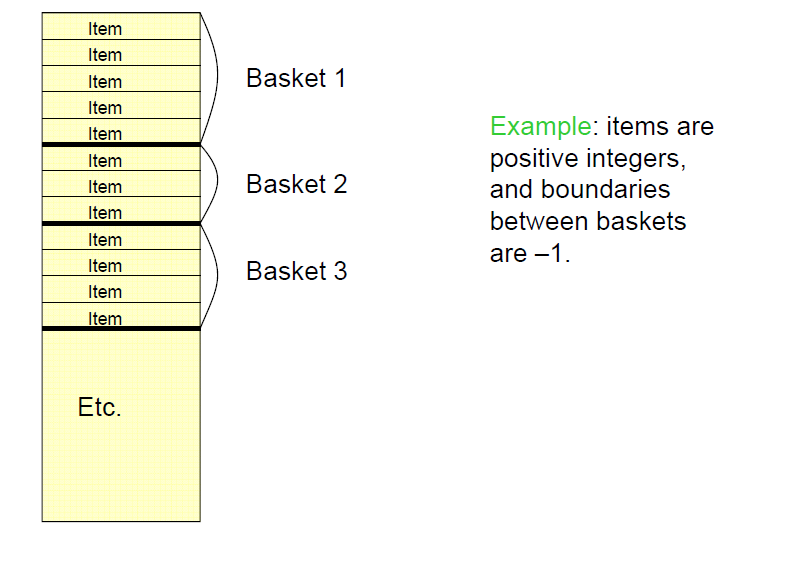 Item
Item
Item
Item
Item
Basket 1
Item
Item
Item
Basket 2
Item
Item
Item
Item
Basket 3
Etc.
Example: items are
positive integers,
and boundaries
between baskets
are –1.